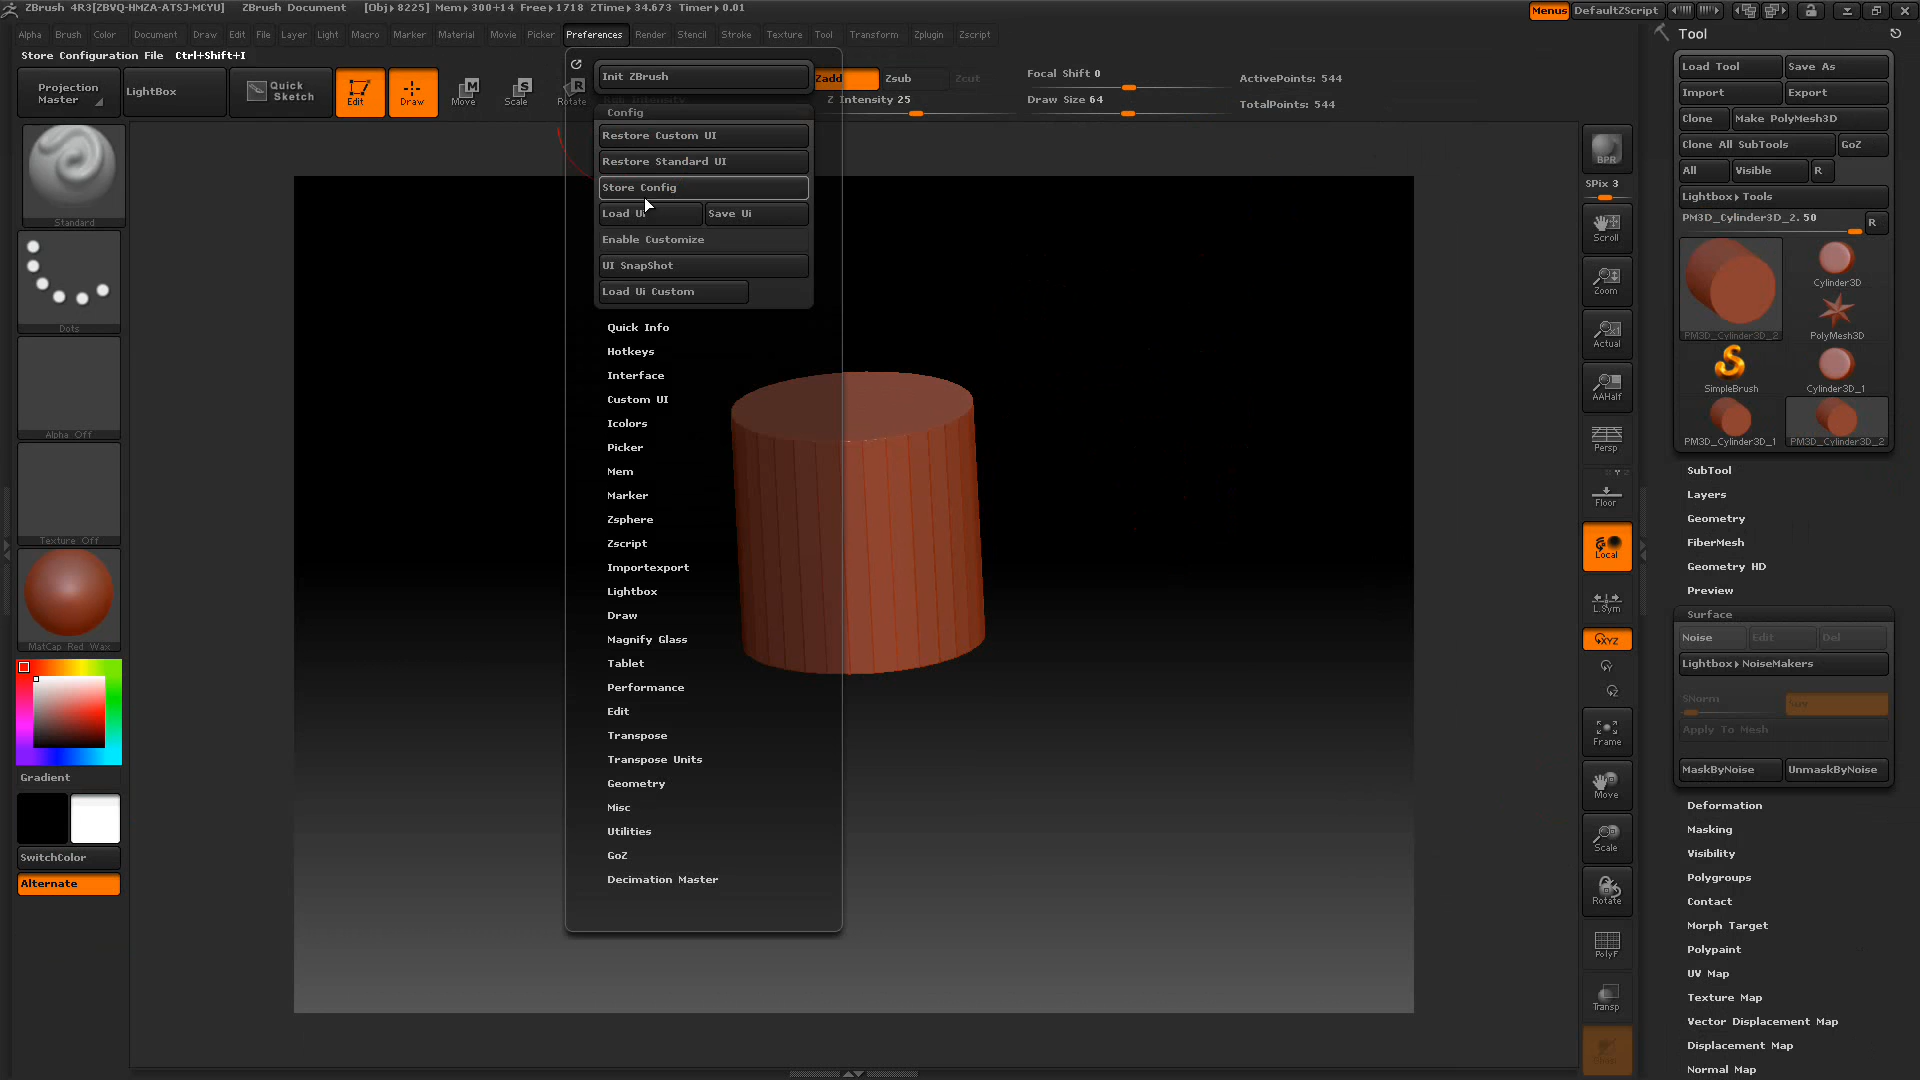 ZBrush 4R3[ZBVQ-HMZA-ATSJ-MCYU] ZBrush Document [Obj▸8225] Mem▸300+14 Free▸1718 ZTime▸34.673 Timer▸0.01 Menus DefaultZScript
Alpha Brush Color Document Draw Edit File Layer Light Macro Marker Material Movie Picker Preferences Render Stencil Stroke Texture Tool Transform Zplugin Zscript
Store Configuration File Ctrl+Shift+I
Projection Master
LightBox
Quick Sketch
Edit
Draw
Move
Scale
Rotate
Zadd Zsub Zcut
Z Intensity 25
Focal Shift 0
Draw Size 64
ActivePoints: 544
TotalPoints: 544
Standard
Dots
Alpha Off
Texture Off
MatCap Red Wax
Gradient
SwitchColor
Alternate
Init ZBrush
Config
Restore Custom UI
Restore Standard UI
Store Config
Load Ui Save Ui
Enable Customize
UI SnapShot
Load Ui Custom
Quick Info
Hotkeys
Interface
Custom UI
Icolors
Picker
Mem
Marker
Zsphere
Zscript
Importexport
Lightbox
Draw
Magnify Glass
Tablet
Performance
Edit
Transpose
Transpose Units
Geometry
Misc
Utilities
GoZ
Decimation Master
BPR
SPix 3
Scroll
Zoom
Actual
AAHalf
Persp
Floor
Local
L.Sym
XYZ
Frame
Move
Scale
Rotate
PolyF
Transp
Tool
Load Tool Save As
Import Export
Clone Make PolyMesh3D
Clone All SubTools GoZ
All Visible R
Lightbox▸Tools
PM3D_Cylinder3D_2. 50 R
PM3D_Cylinder3D_2
Cylinder3D
PolyMesh3D
SimpleBrush Cylinder3D_1
PM3D_Cylinder3D_1 PM3D_Cylinder3D_2
SubTool
Layers
Geometry
FiberMesh
Geometry HD
Preview
Surface
Noise Edit Del
Lightbox▸NoiseMakers
SNorm
Apply To Mesh
MaskByNoise UnmaskByNoise
Deformation
Masking
Visibility
Polygroups
Contact
Morph Target
Polypaint
UV Map
Texture Map
Vector Displacement Map
Displacement Map
Normal Map